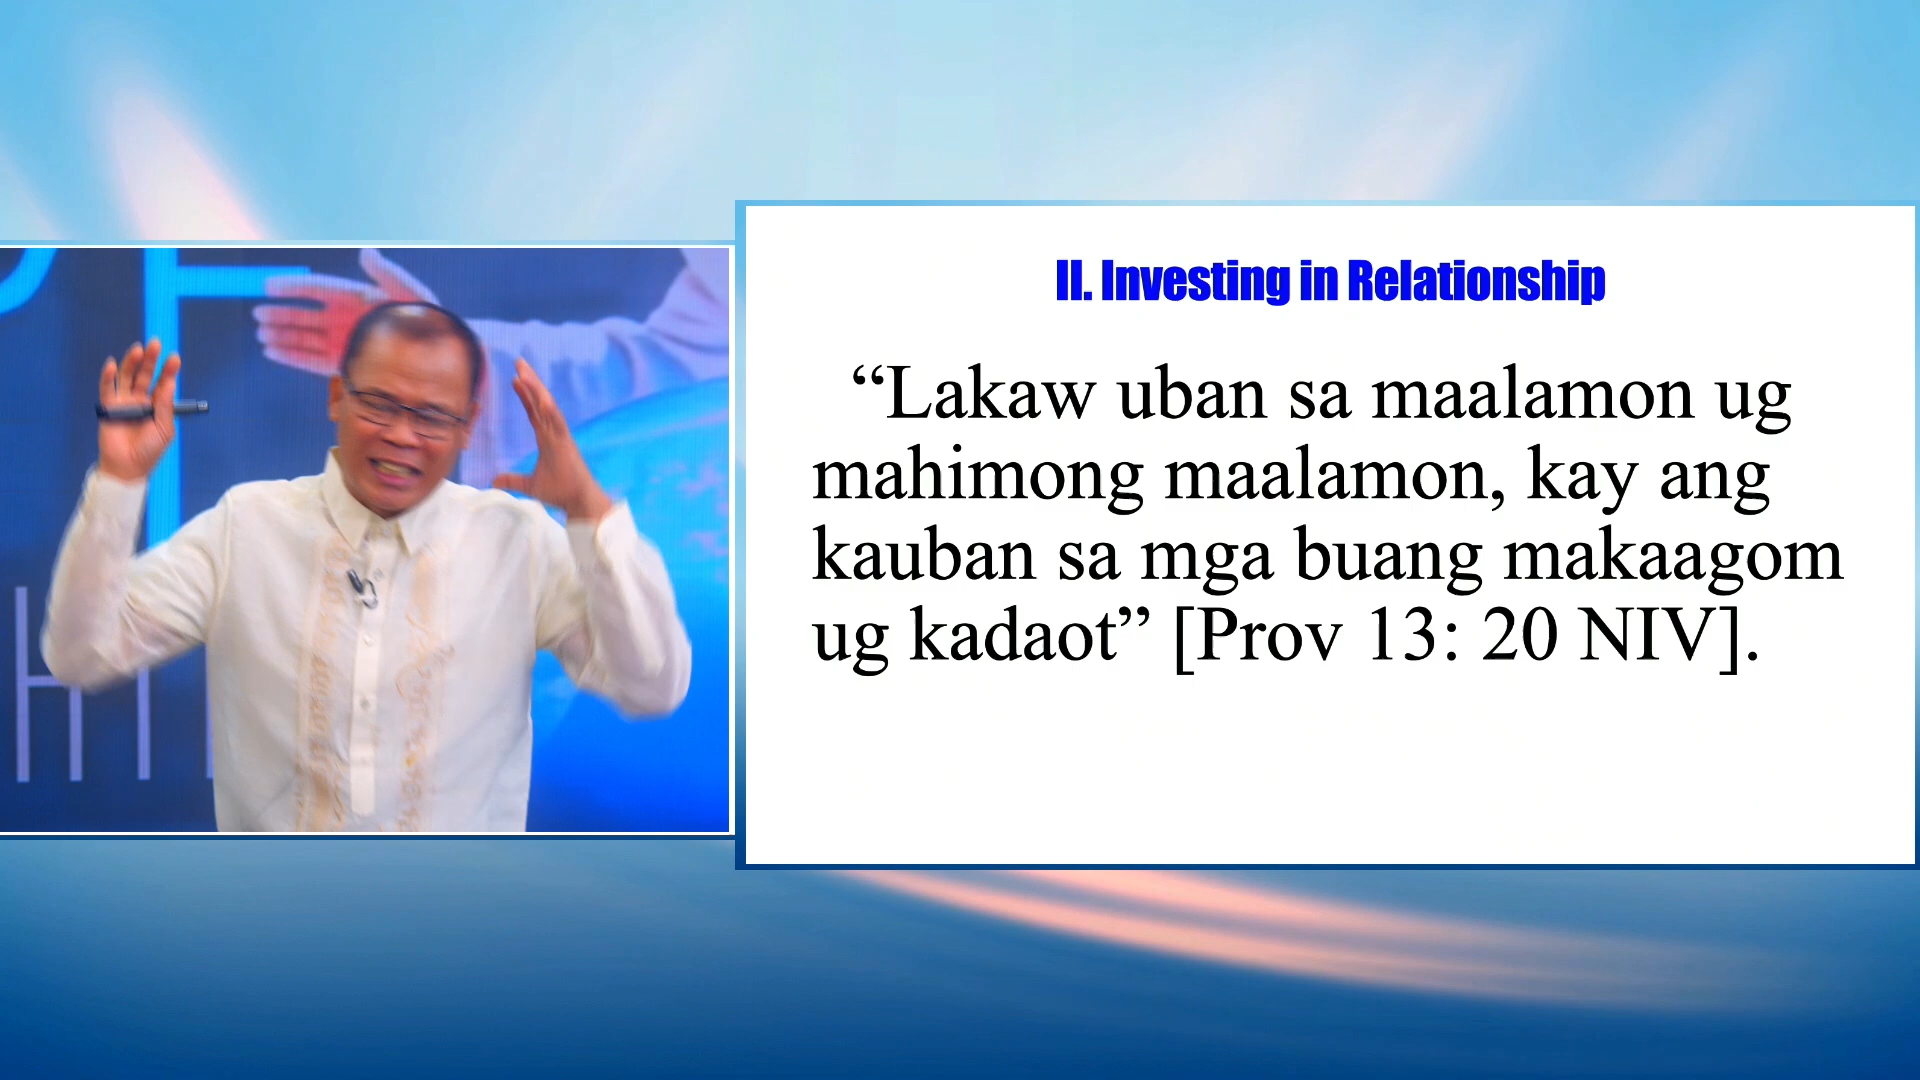 II. Investing in Relationship
“Lakaw uban sa maalamon ug
mahimong maalamon, kay ang
kauban sa mga buang makaagom
ug kadaot” [Prov 13: 20 NIV].